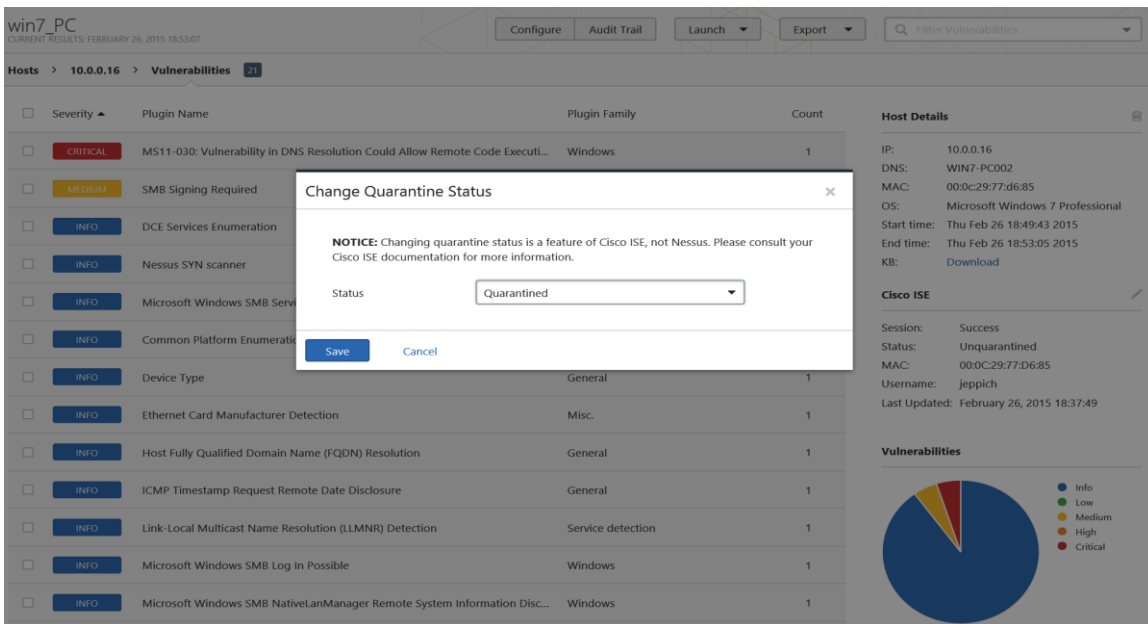 win7_PC
CURRENT RESULTS: FEBRUARY 26, 2015 18:53:07
Configure
Audit Trail
Launch
Export
Filter Vulnerabilities
Hosts > 10.0.0.16 > Vulnerabilities 21
Severity Plugin Name Plugin Family Count
CRITICAL MS11-030: Vulnerability in DNS Resolution Could Allow Remote Code Executi... Windows 1
MEDIUM SMB Signing Required
INFO DCE Services Enumeration
INFO Nessus SYN scanner
INFO Microsoft Windows SMB Servi
INFO Common Platform Enumeratio
INFO Device Type General 1
INFO Ethernet Card Manufacturer Detection Misc. 1
INFO Host Fully Qualified Domain Name (FQDN) Resolution General 1
INFO ICMP Timestamp Request Remote Date Disclosure General 1
INFO Link-Local Multicast Name Resolution (LLMNR) Detection Service detection 1
INFO Microsoft Windows SMB Log In Possible Windows 1
INFO Microsoft Windows SMB NativeLanManager Remote System Information Disc... Windows 1
Change Quarantine Status ×
NOTICE: Changing quarantine status is a feature of Cisco ISE, not Nessus. Please consult your
Cisco ISE documentation for more information.
Status Quarantined
Save Cancel
Host Details
IP: 10.0.0.16
DNS: WIN7-PC002
MAC: 00:0c:29:77:d6:85
OS: Microsoft Windows 7 Professional
Start time: Thu Feb 26 18:49:43 2015
End time: Thu Feb 26 18:53:05 2015
KB: Download
Cisco ISE
Session: Success
Status: Unquarantined
MAC: 00:0C:29:77:D6:85
Username: jeppich
Last Updated: February 26, 2015 18:37:49
Vulnerabilities
Info
Low
Medium
High
Critical